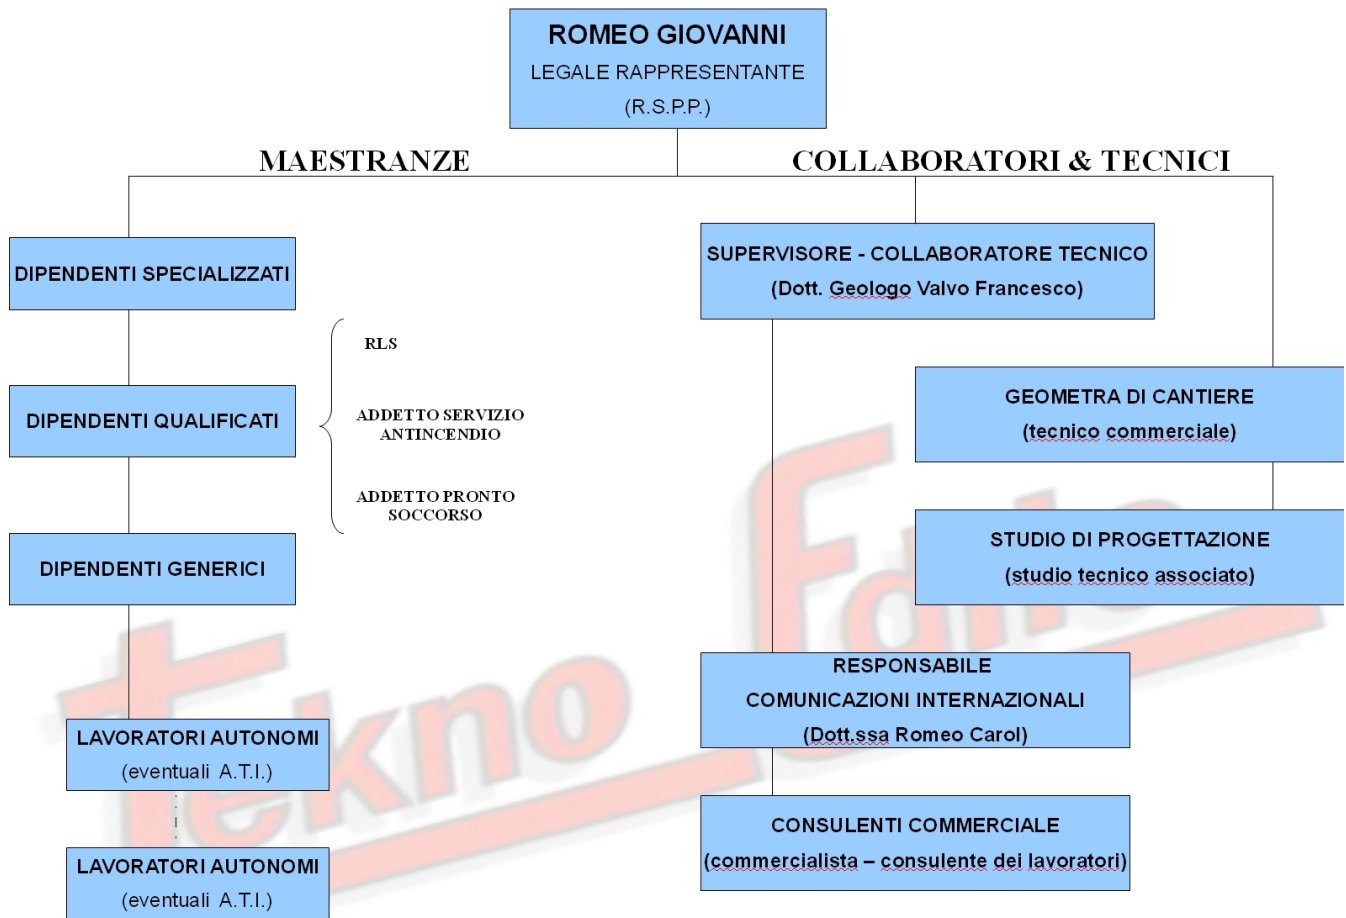 ROMEO GIOVANNI
LEGALE RAPPRESENTANTE
(R.S.P.P.)
MAESTRANZE
COLLABORATORI & TECNICI
DIPENDENTI SPECIALIZZATI
DIPENDENTI QUALIFICATI
RLS
ADDETTO SERVIZIO
ANTINCENDIO
ADDETTO PRONTO
SOCCORSO
DIPENDENTI GENERICI
LAVORATORI AUTONOMI
(eventuali A.T.I.)
LAVORATORI AUTONOMI
(eventuali A.T.I.)
SUPERVISORE - COLLABORATORE TECNICO
(Dott. Geologo Valvo Francesco)
GEOMETRA DI CANTIERE
(tecnico commerciale)
STUDIO DI PROGETTAZIONE
(studio tecnico associato)
RESPONSABILE
COMUNICAZIONI INTERNAZIONALI
(Dott.ssa Romeo Carol)
CONSULENTI COMMERCIALE
(commercialista – consulente dei lavoratori)
tekno